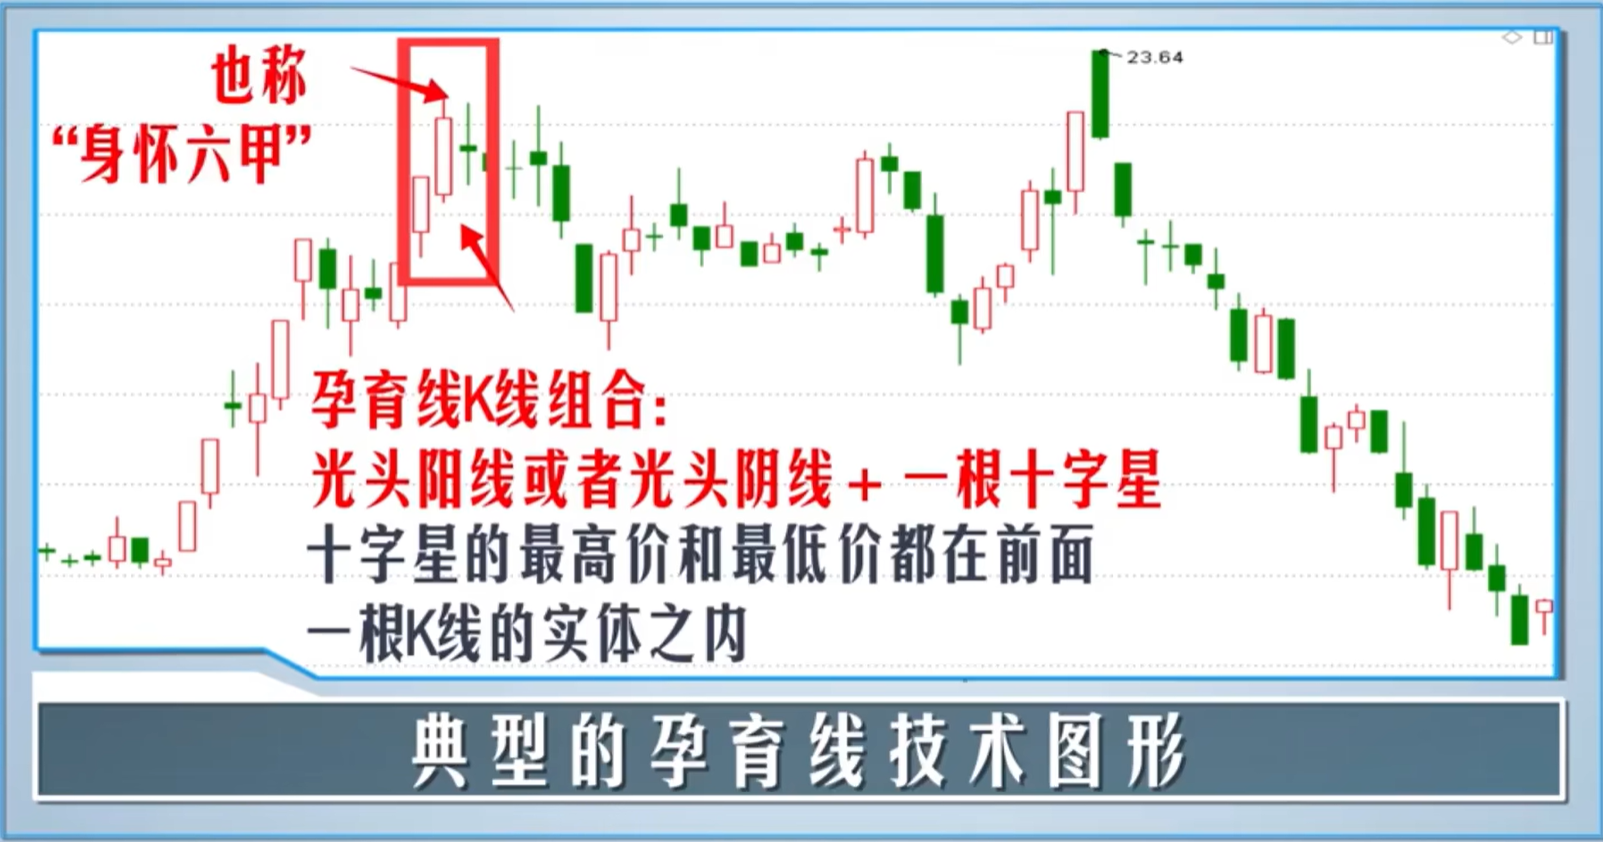 也称
“身怀六甲”
23.64
孕育线K线组合：
光头阳线或者光头阴线+一根十字星
十字星的最高价和最低价都在前面
一根K线的实体之内
典型的孕育线技术图形